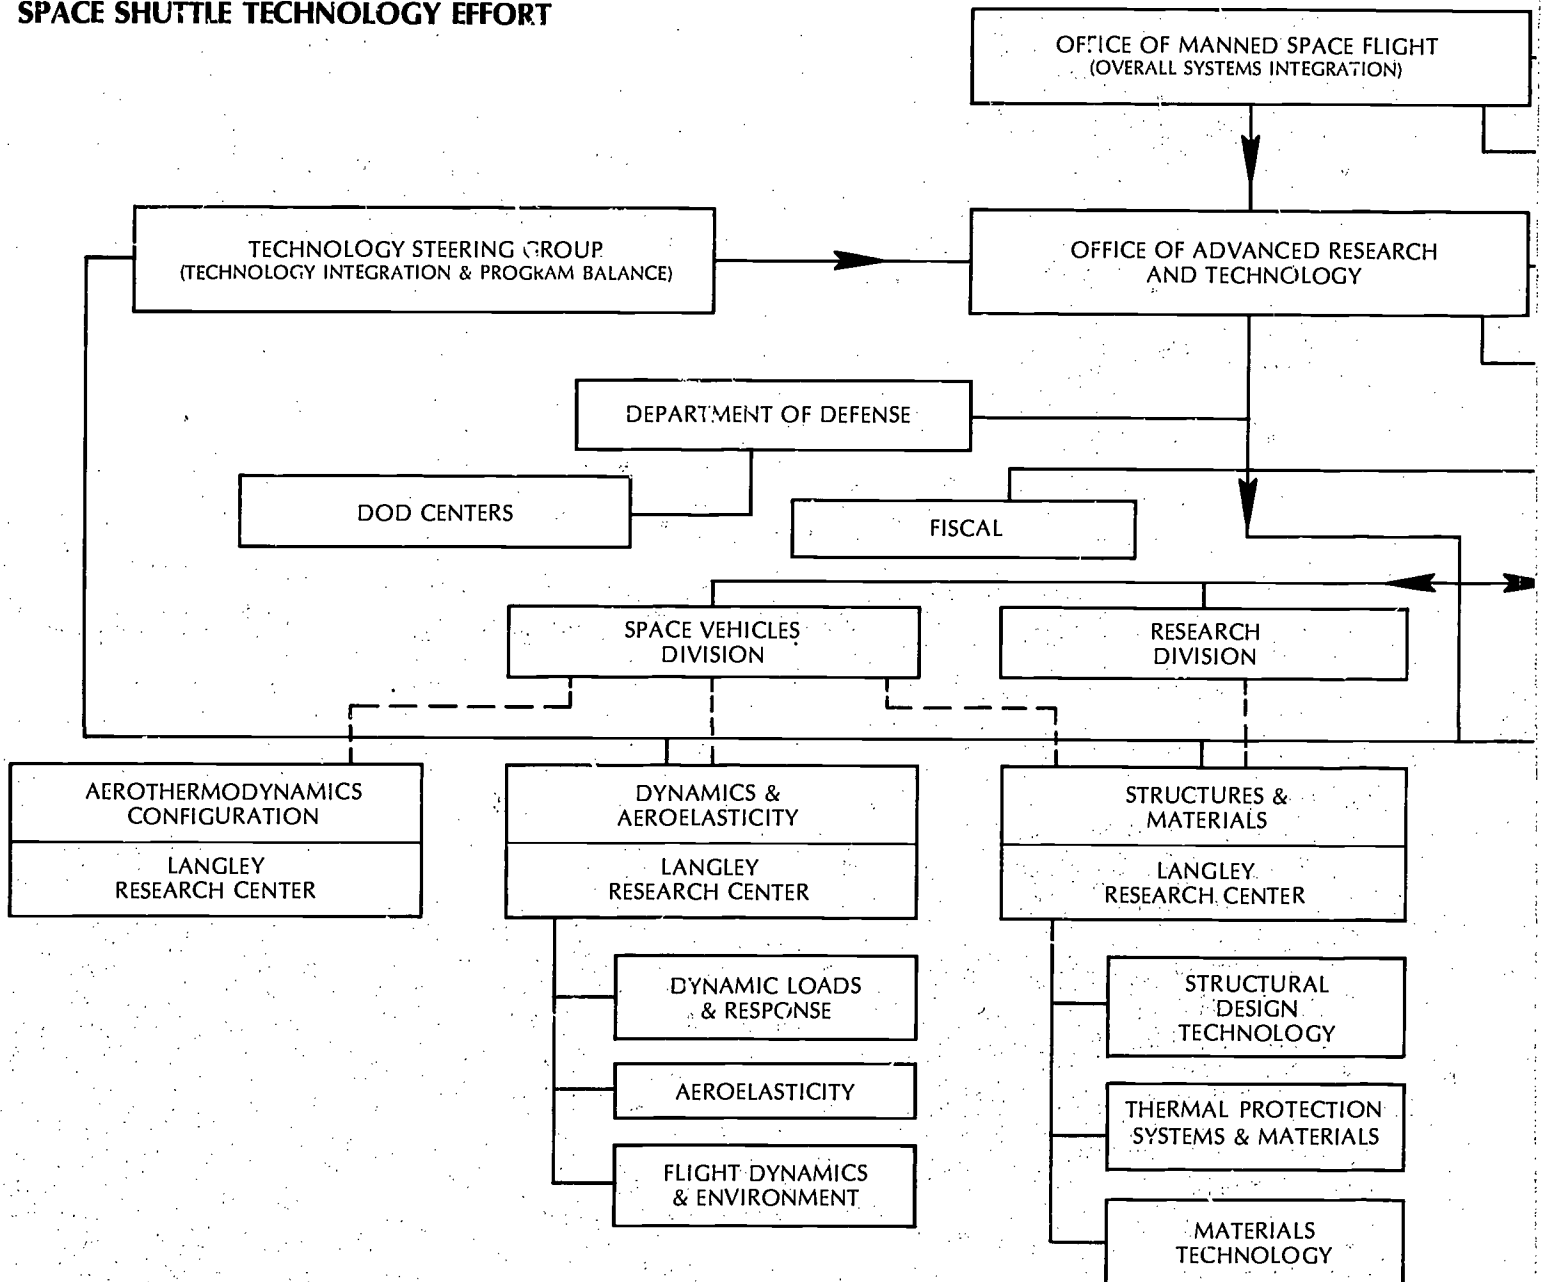 SPACE SHUTTLE TECHNOLOGY EFFORT
OFFICE OF MANNED SPACE FLIGHT
(OVERALL SYSTEMS INTEGRATION)
TECHNOLOGY STEERING GROUP
(TECHNOLOGY INTEGRATION & PROGRAM BALANCE)
OFFICE OF ADVANCED RESEARCH
AND TECHNOLOGY
DEPARTMENT OF DEFENSE
DOD CENTERS
FISCAL
SPACE VEHICLES
DIVISION
RESEARCH
DIVISION
AEROTHERMODYNAMICS
CONFIGURATION
LANGLEY
RESEARCH CENTER
DYNAMICS &
AEROELASTICITY
LANGLEY
RESEARCH CENTER
STRUCTURES &
MATERIALS
LANGLEY
RESEARCH CENTER
DYNAMIC LOADS
& RESPONSE
AEROELASTICITY
FLIGHT DYNAMICS
& ENVIRONMENT
STRUCTURAL
DESIGN
TECHNOLOGY
THERMAL PROTECTION
SYSTEMS & MATERIALS
MATERIALS
TECHNOLOGY